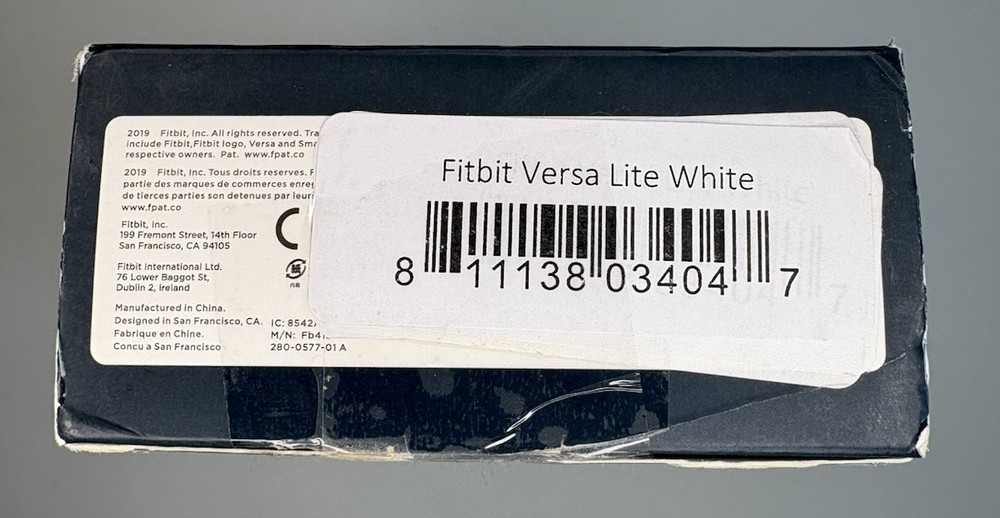 2019 Fitbit, Inc. All rights reserved.
include Fitbit,Fitbit logo, Versa and
respective owners. Pat. www.fpat.co
2019 Fitbit, Inc. Tous droits reserves.
partie des marques de commerces
de tierces parties son detenues par
www.fpat.co
Fitbit, Inc.
199 Fremont Street, 14th Floor
San Francisco, CA 94105
Fitbit International Ltd.
76 Lower Baggot St,
Dublin 2, Ireland
Manufactured in China.
Designed in San Francisco, CA. IC: 8542
Fabrique en Chine. M/N:
Concu a San Francisco 280-0577-01 A
Fitbit Versa Lite White
8 11138 03404 7